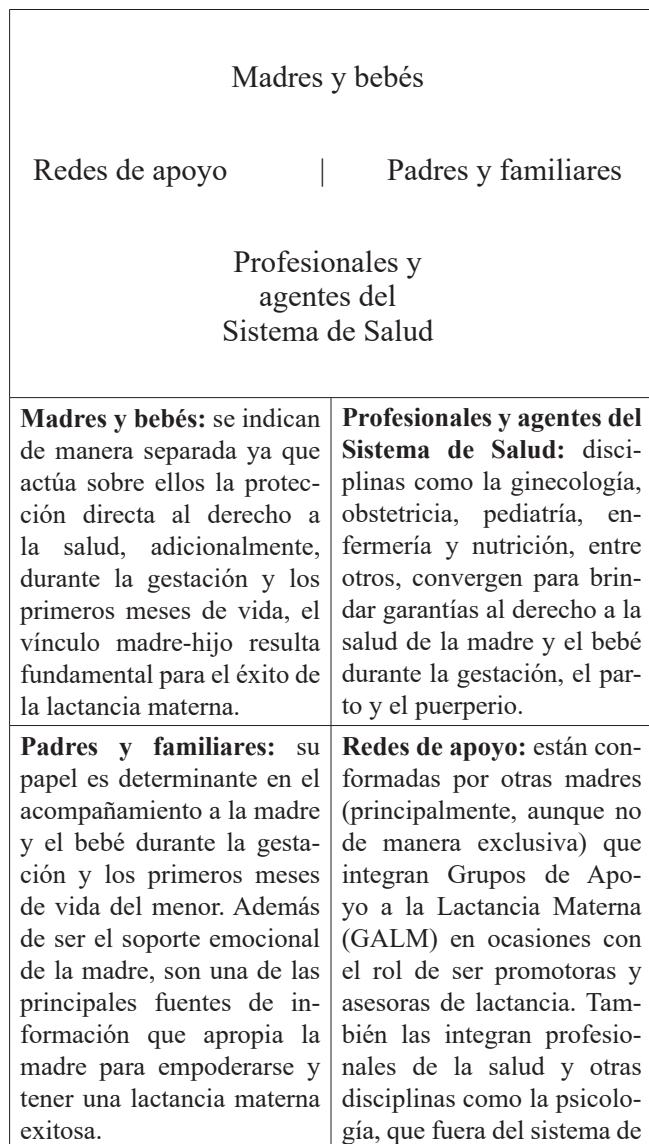 Madres y bebés
Redes de apoyo | Padres y familiares
Profesionales y
agentes del
Sistema de Salud
Madres y bebés: se indican
de manera separada ya que
actúa sobre ellos la protec-
ción directa al derecho a
la salud, adicionalmente,
durante la gestación y los
primeros meses de vida, el
vínculo madre-hijo resulta
fundamental para el éxito de
la lactancia materna.
Profesionales y agentes del
Sistema de Salud: disci-
plinas como la ginecología,
obstetricia, pediatría, en-
fermería y nutrición, entre
otros, convergen para brin-
dar garantías al derecho a la
salud de la madre y el bebé
durante la gestación, el par-
to y el puerperio.
Padres y familiares: su
papel es determinante en el
acompañamiento a la madre
y el bebé durante la gesta-
ción y los primeros meses
de vida del menor. Además
de ser el soporte emocional
de la madre, son una de las
principales fuentes de in-
formación que apropia la
madre para empoderarse y
tener una lactancia materna
exitosa.
Redes de apoyo: están con-
formadas por otras madres
(principalmente, aunque no
de manera exclusiva) que
integran Grupos de Apo-
yo a la Lactancia Materna
(GALM) en ocasiones con
el rol de ser promotoras y
asesoras de lactancia. Tam-
bién las integran profesio-
nales de la salud y otras
disciplinas como la psicolo-
gía, que fuera del sistema de